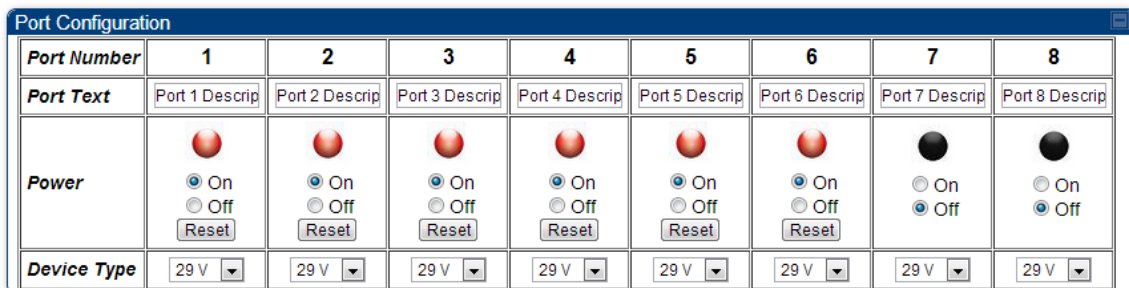 Port Configuration
Port Number 1 2 3 4 5 6 7 8
Port Text Port 1 Descrip Port 2 Descrip Port 3 Descrip Port 4 Descrip Port 5 Descrip Port 6 Descrip Port 7 Descrip Port 8 Descrip
Power On On On On On On On On
Off Off Off Off Off Off Off Off
Reset Reset Reset Reset Reset Reset
Device Type 29 V 29 V 29 V 29 V 29 V 29 V 29 V 29 V